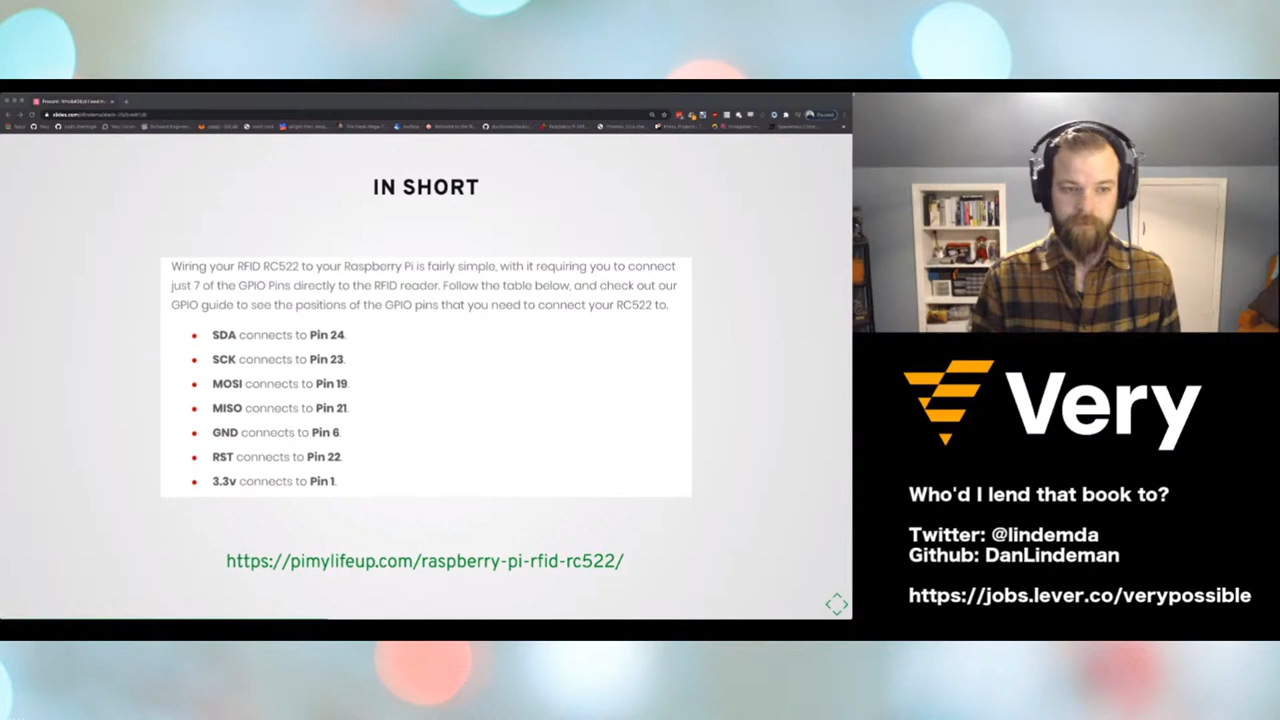 IN SHORT
Wiring your RFID RC522 to your Raspberry Pi is fairly simple, with it requiring you to connect
just 7 of the GPIO Pins directly to the RFID reader. Follow the table below, and check out our
GPIO guide to see the positions of the GPIO pins that you need to connect your RC522 to.
SDA connects to Pin 24.
SCK connects to Pin 23.
MOSI connects to Pin 19.
MISO connects to Pin 21.
GND connects to Pin 6.
RST connects to Pin 22.
3.3v connects to Pin 1.
https://pimylifeup.com/raspberry-pi-rfid-rc522/
Very
Who'd I lend that book to?
Twitter: @lindemda
Github: DanLindeman
https://jobs.lever.co/verypossible